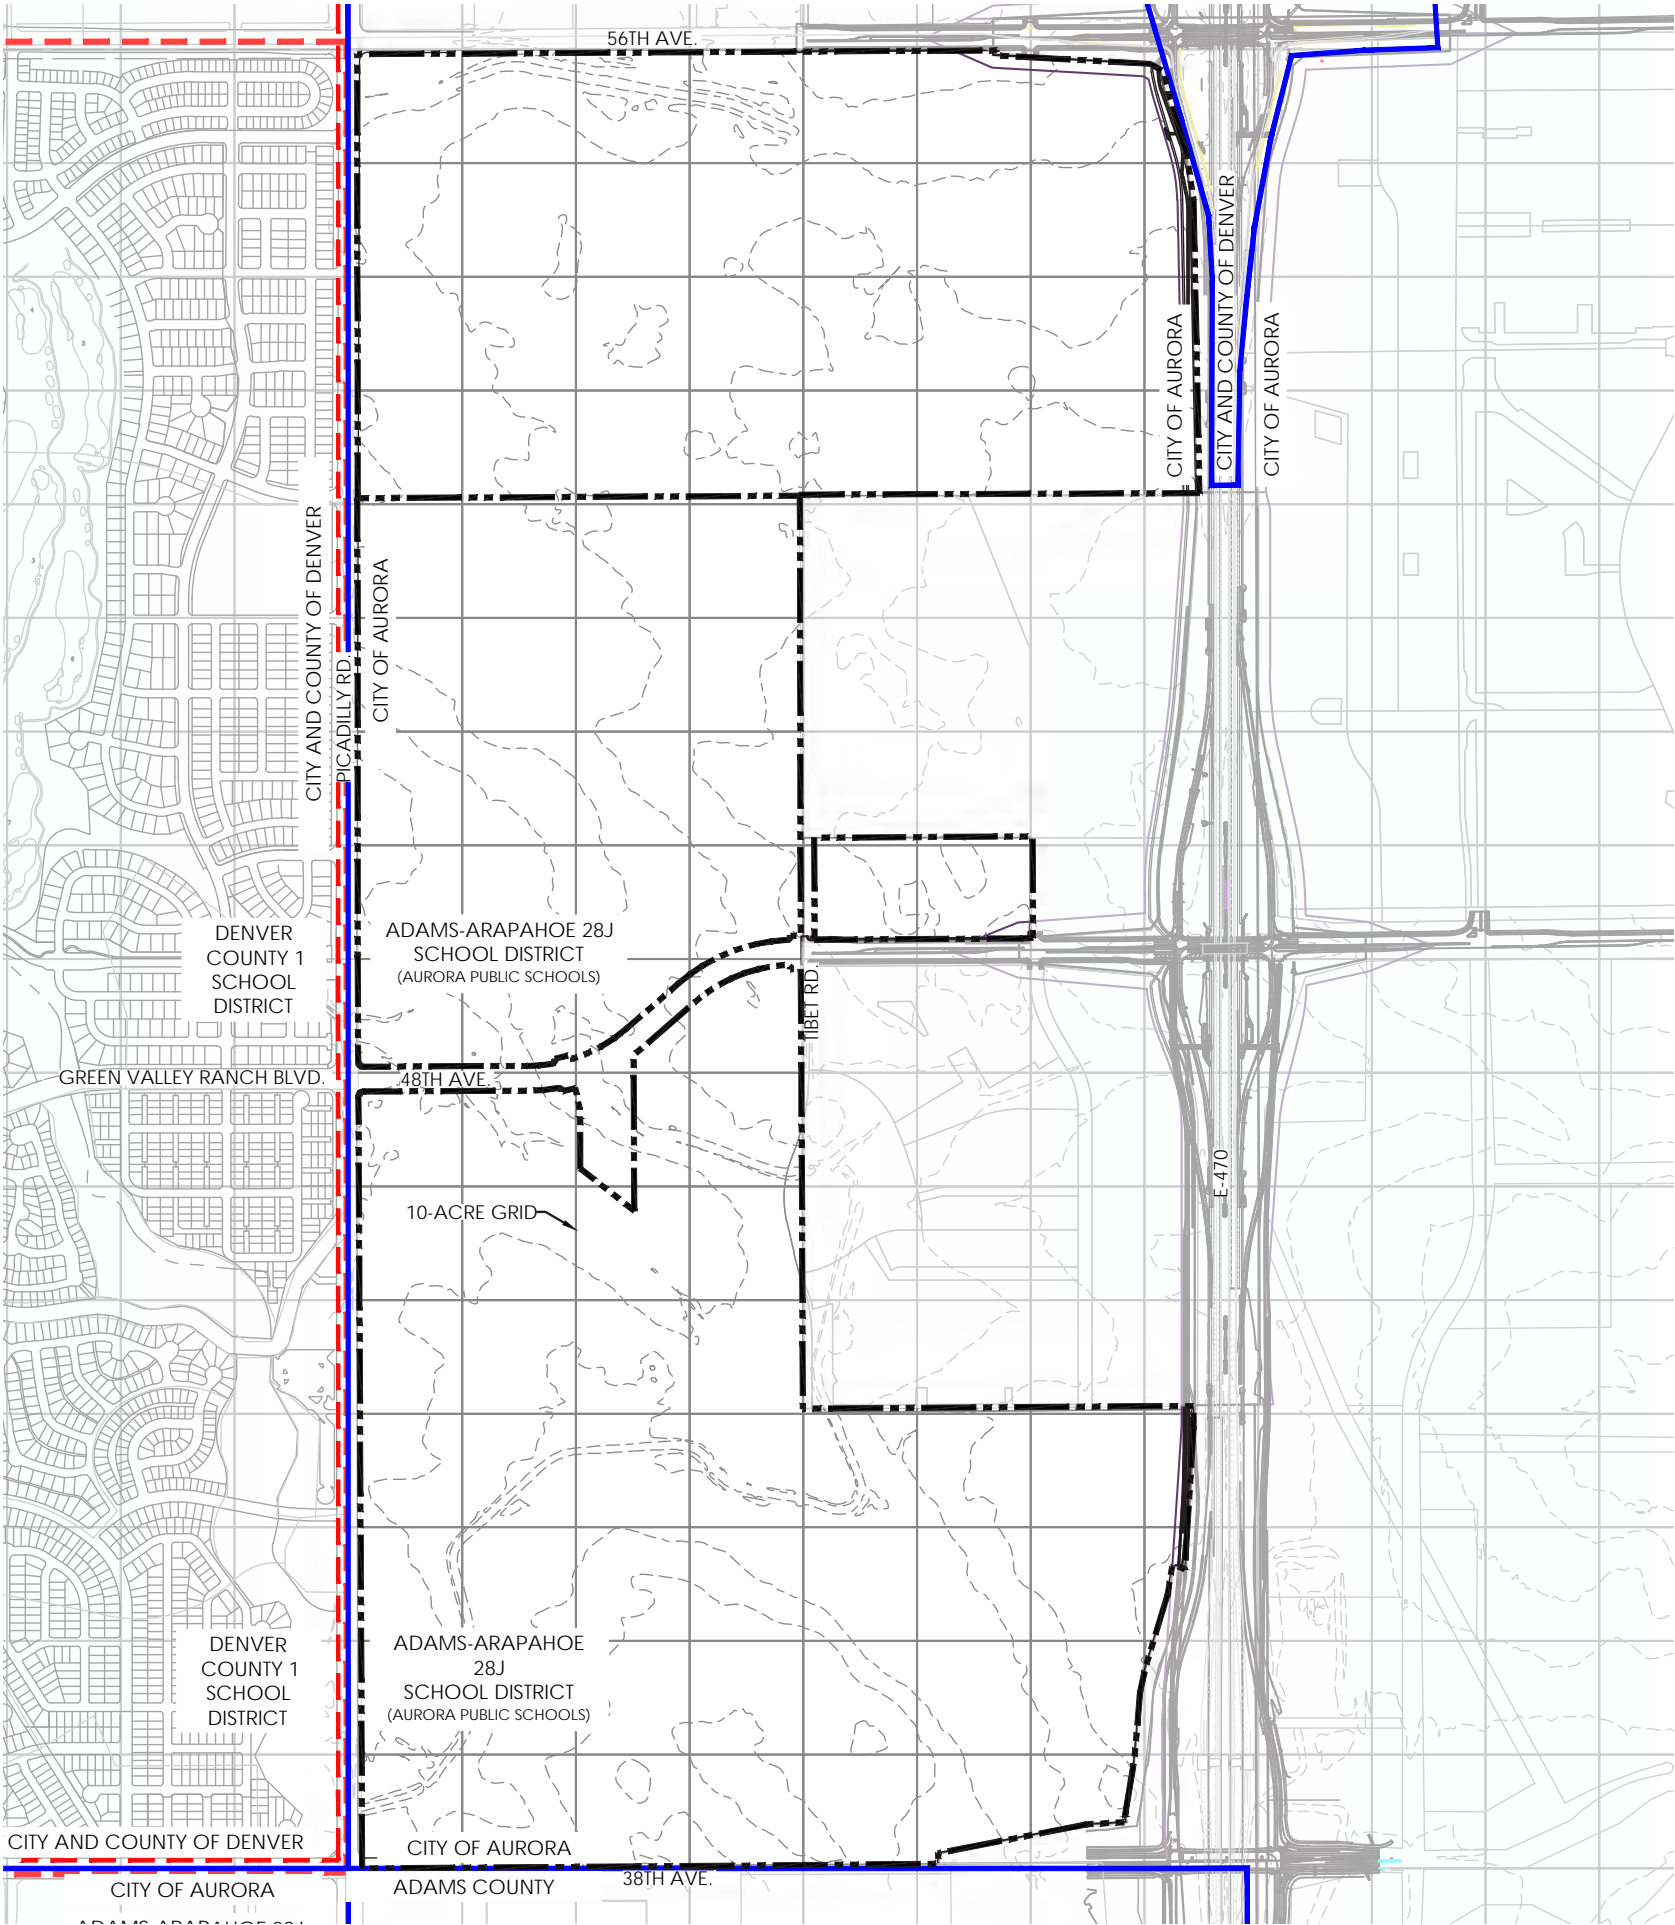 56TH AVE.
CITY AND COUNTY OF DENVER
CITY OF AURORA
CITY OF AURORA
CITY AND COUNTY OF DENVER
PICADILLY RD.
CITY OF AURORA
DENVER
COUNTY 1
SCHOOL
DISTRICT
ADAMS-ARAPAHOE 28J
SCHOOL DISTRICT
(AURORA PUBLIC SCHOOLS)
TIBET RD.
GREEN VALLEY RANCH BLVD.
48TH AVE.
E-470
10-ACRE GRID
DENVER
COUNTY 1
SCHOOL
DISTRICT
ADAMS-ARAPAHOE
28J
SCHOOL DISTRICT
(AURORA PUBLIC SCHOOLS)
CITY AND COUNTY OF DENVER
CITY OF AURORA
38TH AVE.
CITY OF AURORA
ADAMS COUNTY
ADAMS-ARAPAHOE 28J